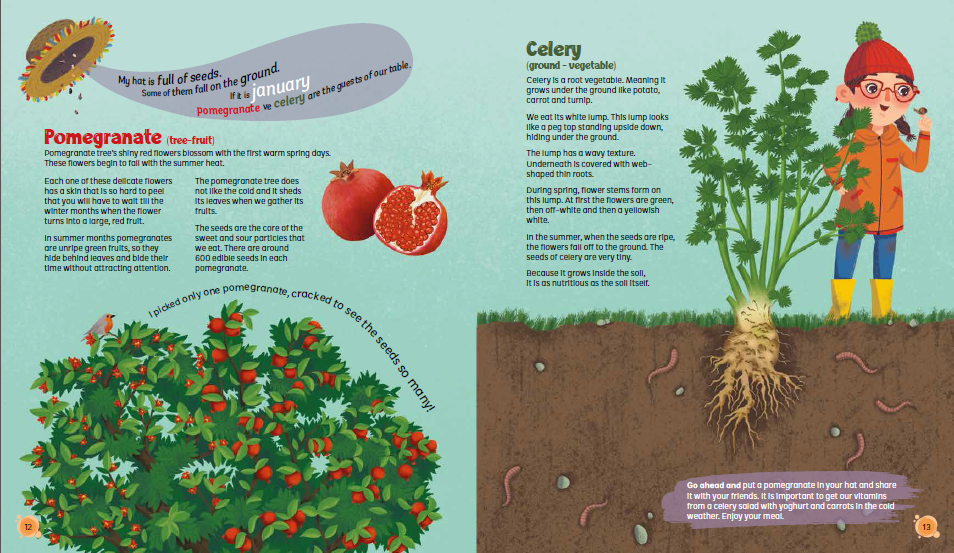 My hat is full of seeds.
Some of them fall on the ground.
If it is january
pomegranate ve celery are the guests of our table.
Pomegranate (tree-fruit)
Pomegranate tree's shiny red flowers blossom with the first warm spring days.
These flowers begin to fall with the summer heat.
Each one of these delicate flowers
has a skin that is so hard to peel
that you will have to wait till the
winter months when the flower
turns into a large, red fruit.
In summer months pomegranates
are unripe green fruits, so they
hide behind leaves and bide their
time without attracting attention.
The pomegranate tree does
not like the cold and it sheds
its leaves when we gather its
fruits.
The seeds are the core of the
sweet and sour particles that
we eat. There are around
600 edible seeds in each
pomegranate.
I picked only one pomegranate, cracked to see the seeds so many!
12
Celery
(ground - vegetable)
Celery is a root vegetable. Meaning it
grows under the ground like potato,
carrot and turnip.
We eat its white lump. This lump looks
like a peg top standing upside down,
hiding under the ground.
The lump has a wavy texture.
Underneath is covered with web-
shaped thin roots.
During spring, flower stems form on
this lump. At first the flowers are green,
then off-white and then a yellowish
white.
In the summer, when the seeds are ripe,
the flowers fall off to the ground. The
seeds of celery are very tiny.
Because it grows inside the soil,
it is as nutritious as the soil itself.
Go ahead and put a pomegranate in your hat and share
it with your friends. It is important to get our vitamins
from a celery salad with yoghurt and carrots in the cold
weather. Enjoy your meal.
13